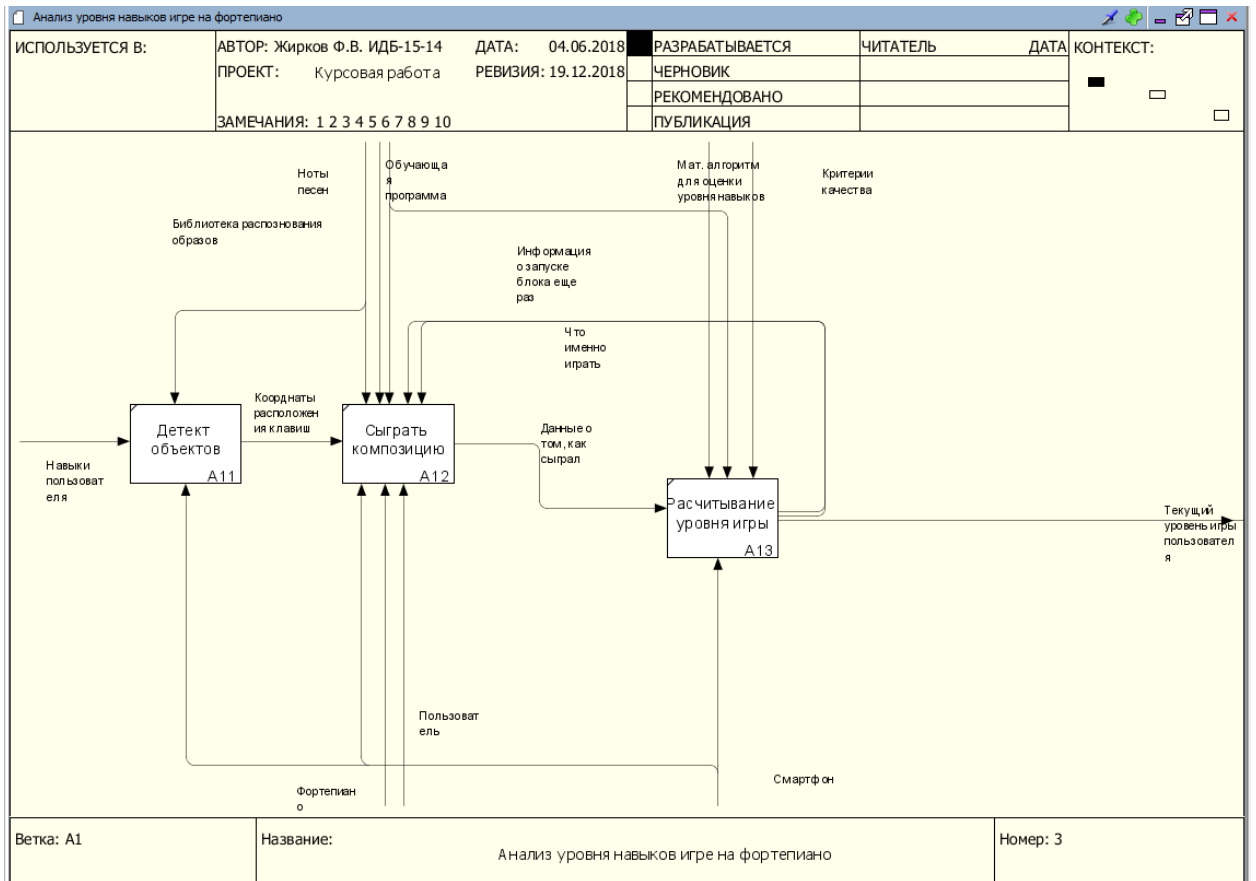 Анализ уровня навыков игре на фортепиано
ИСПОЛЬЗУЕТСЯ В:
АВТОР: Жирков Ф.В. ИДБ-15-14
ДАТА: 04.06.2018
РАЗРАБАТЫВАЕТСЯ
ЧИТАТЕЛЬ
ДАТА
КОНТЕКСТ:
ПРОЕКТ: Курсовая работа
РЕВИЗИЯ: 19.12.2018
ЧЕРНОВИК
РЕКОМЕНДОВАНО
ЗАМЕЧАНИЯ: 1 2 3 4 5 6 7 8 9 10
ПУБЛИКАЦИЯ
Ноты
песен
Обучающа
я
программа
Мат. алгоритм
для оценки
уровня навыков
Критерии
качества
Библиотека распознования
образов
Информация
о запуске
блока еще
раз
Что
именно
играть
Координаты
расположен
ия клавиш
Детект
объектов
A11
Сыграть
композицию
A12
Данные о
том, как
сыграл
Навыки
пользоват
еля
Расчитывание
уровня игры
A13
Текущий
уровень игры
пользовател
я
Пользоват
ель
Смартфон
Фортепиан
о
Ветка: A1
Название:
Анализ уровня навыков игре на фортепиано
Номер: 3